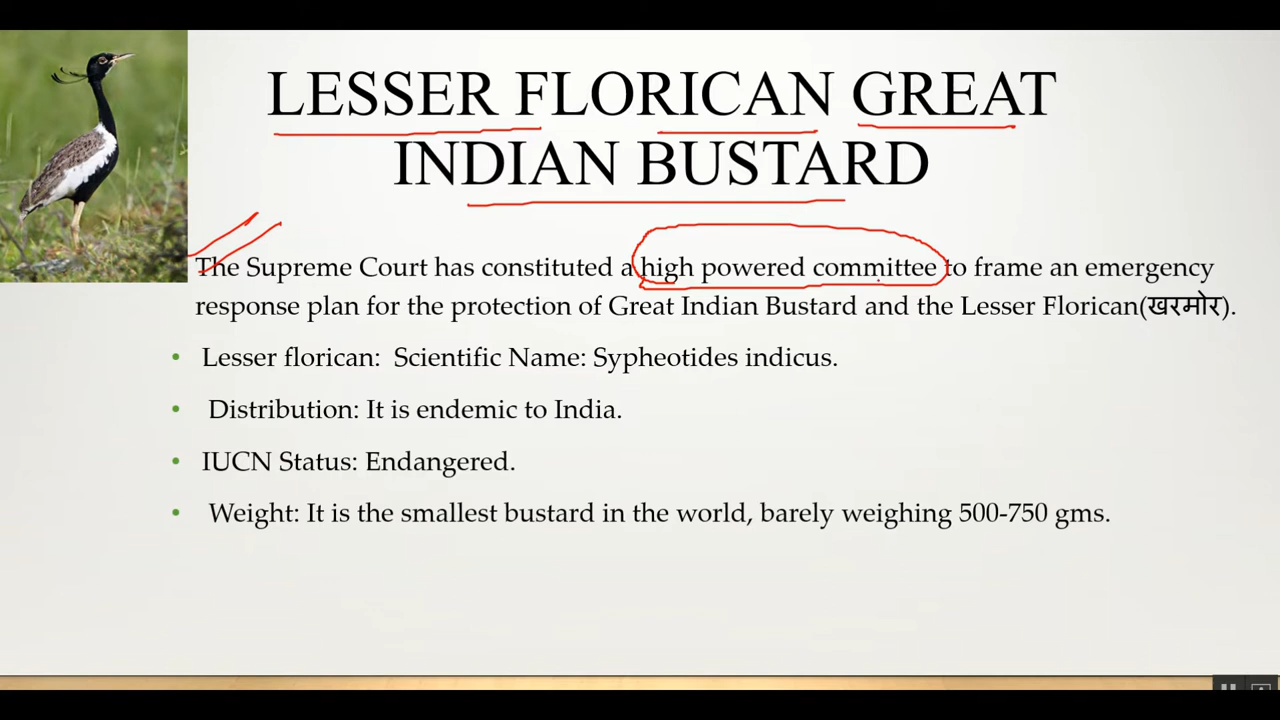 LESSER FLORICAN GREAT
INDIAN BUSTARD
The Supreme Court has constituted a high powered committee to frame an emergency
response plan for the protection of Great Indian Bustard and the Lesser Florican(खरमोर).
• Lesser florican: Scientific Name: Sypheotides indicus.
• Distribution: It is endemic to India.
• IUCN Status: Endangered.
• Weight: It is the smallest bustard in the world, barely weighing 500-750 gms.